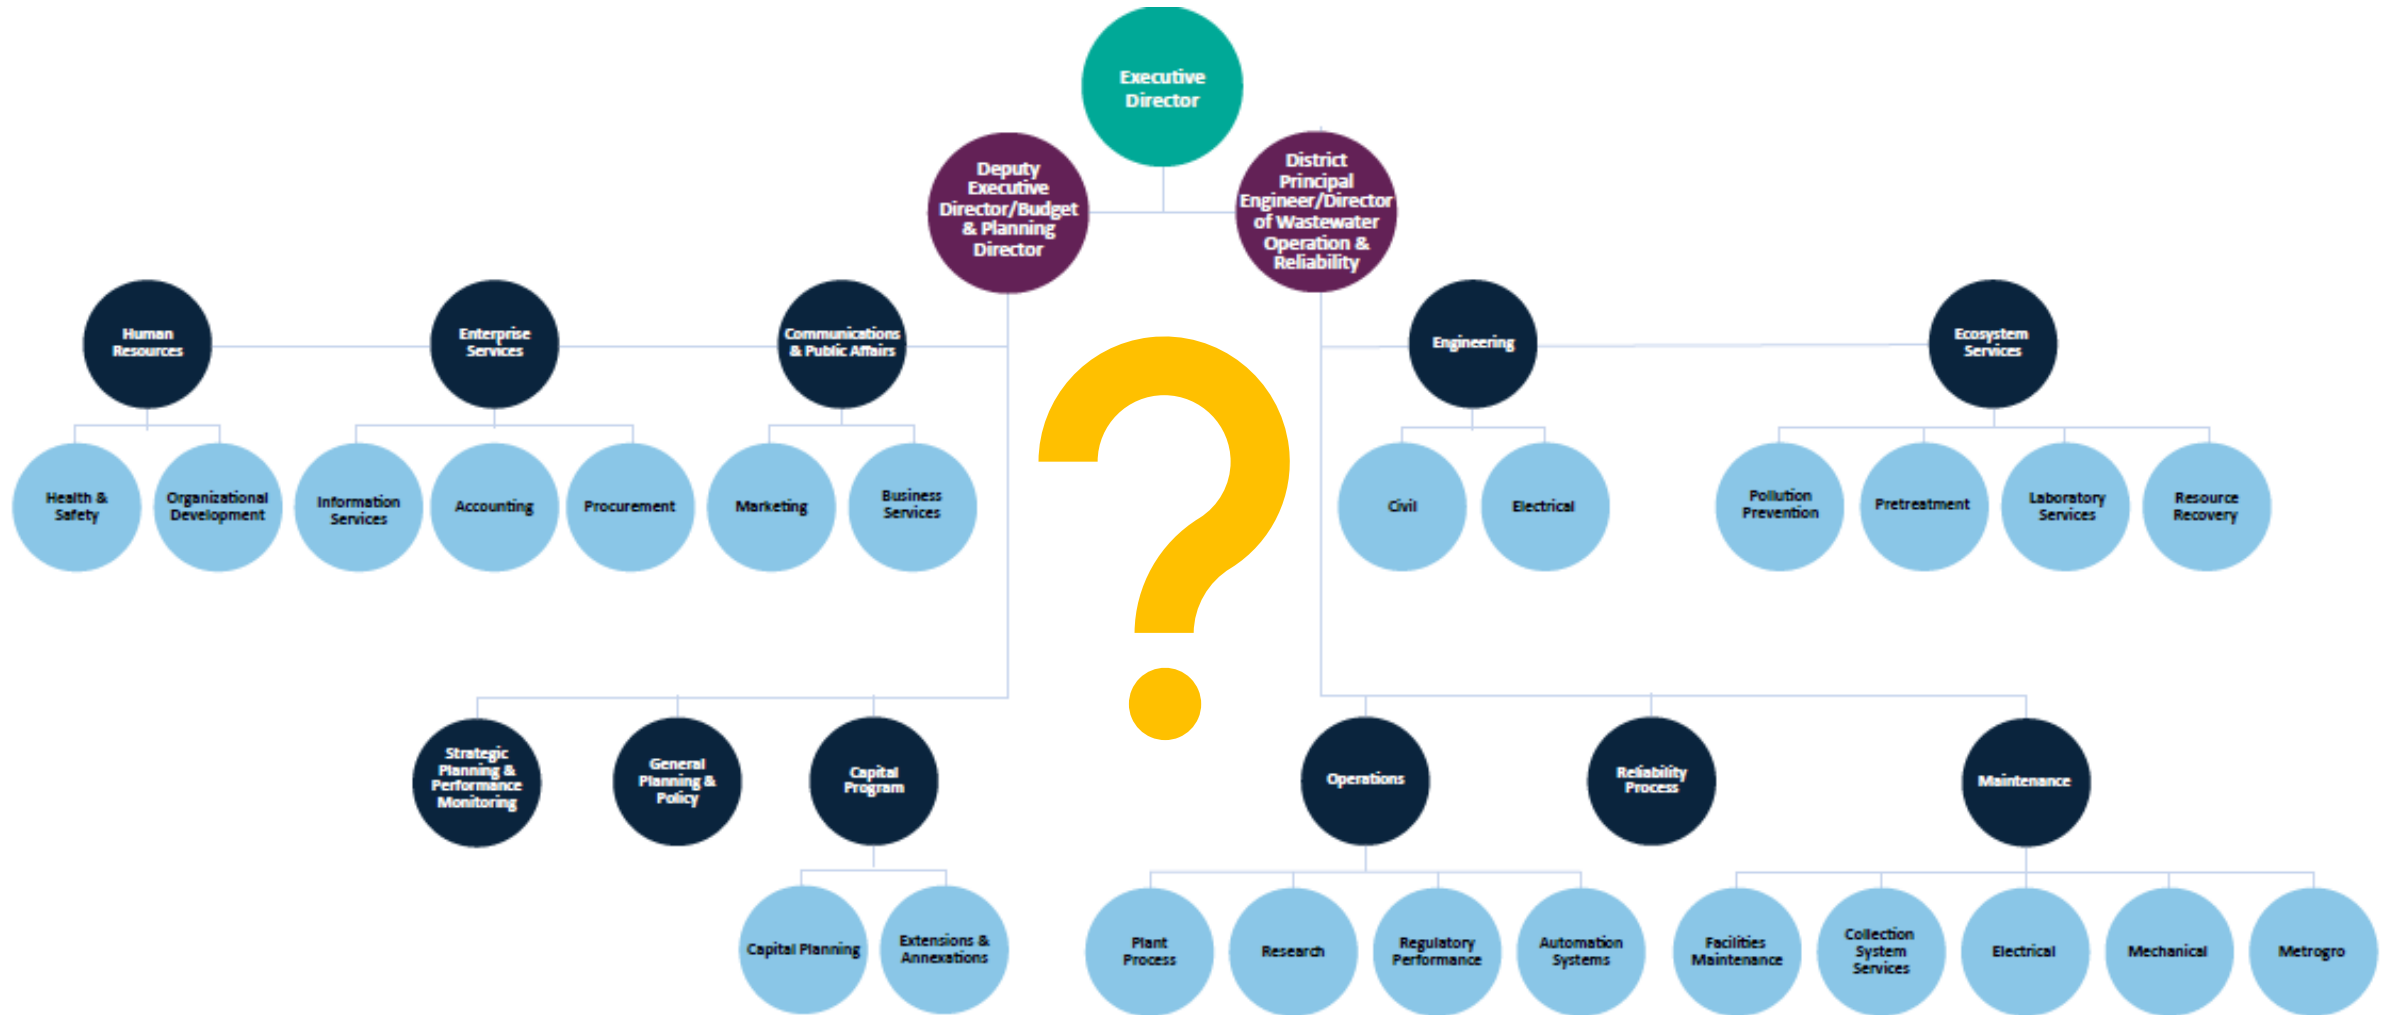 Executive
Director
Deputy
Executive
Director/Budget
& Planning
Director
District
Principal
Engineer/Director
of Wastewater
Operation &
Reliability
Human
Resources
Enterprise
Services
Communications
& Public Affairs
Engineering
Ecosystem
Services
Health &
Safety
Organizational
Development
Information
Services
Accounting
Procurement
Marketing
Business
Services
Civil
Electrical
Pollution
Prevention
Pretreatment
Laboratory
Services
Resource
Recovery
?
Strategic
Planning &
Performance
Monitoring
General
Planning &
Policy
Capital
Program
Operations
Reliability
Process
Maintenance
Capital Planning
Extensions &
Annexations
Plant
Process
Research
Regulatory
Performance
Automation
Systems
Facilities
Maintenance
Collection
System
Services
Electrical
Mechanical
Metrogro